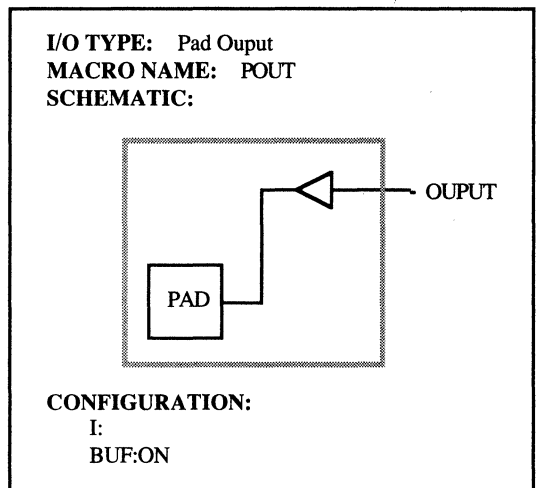 I/O TYPE: Pad Ouput
MACRO NAME: POUT
SCHEMATIC:
OUPUT
PAD
CONFIGURATION:
I:
BUF:ON